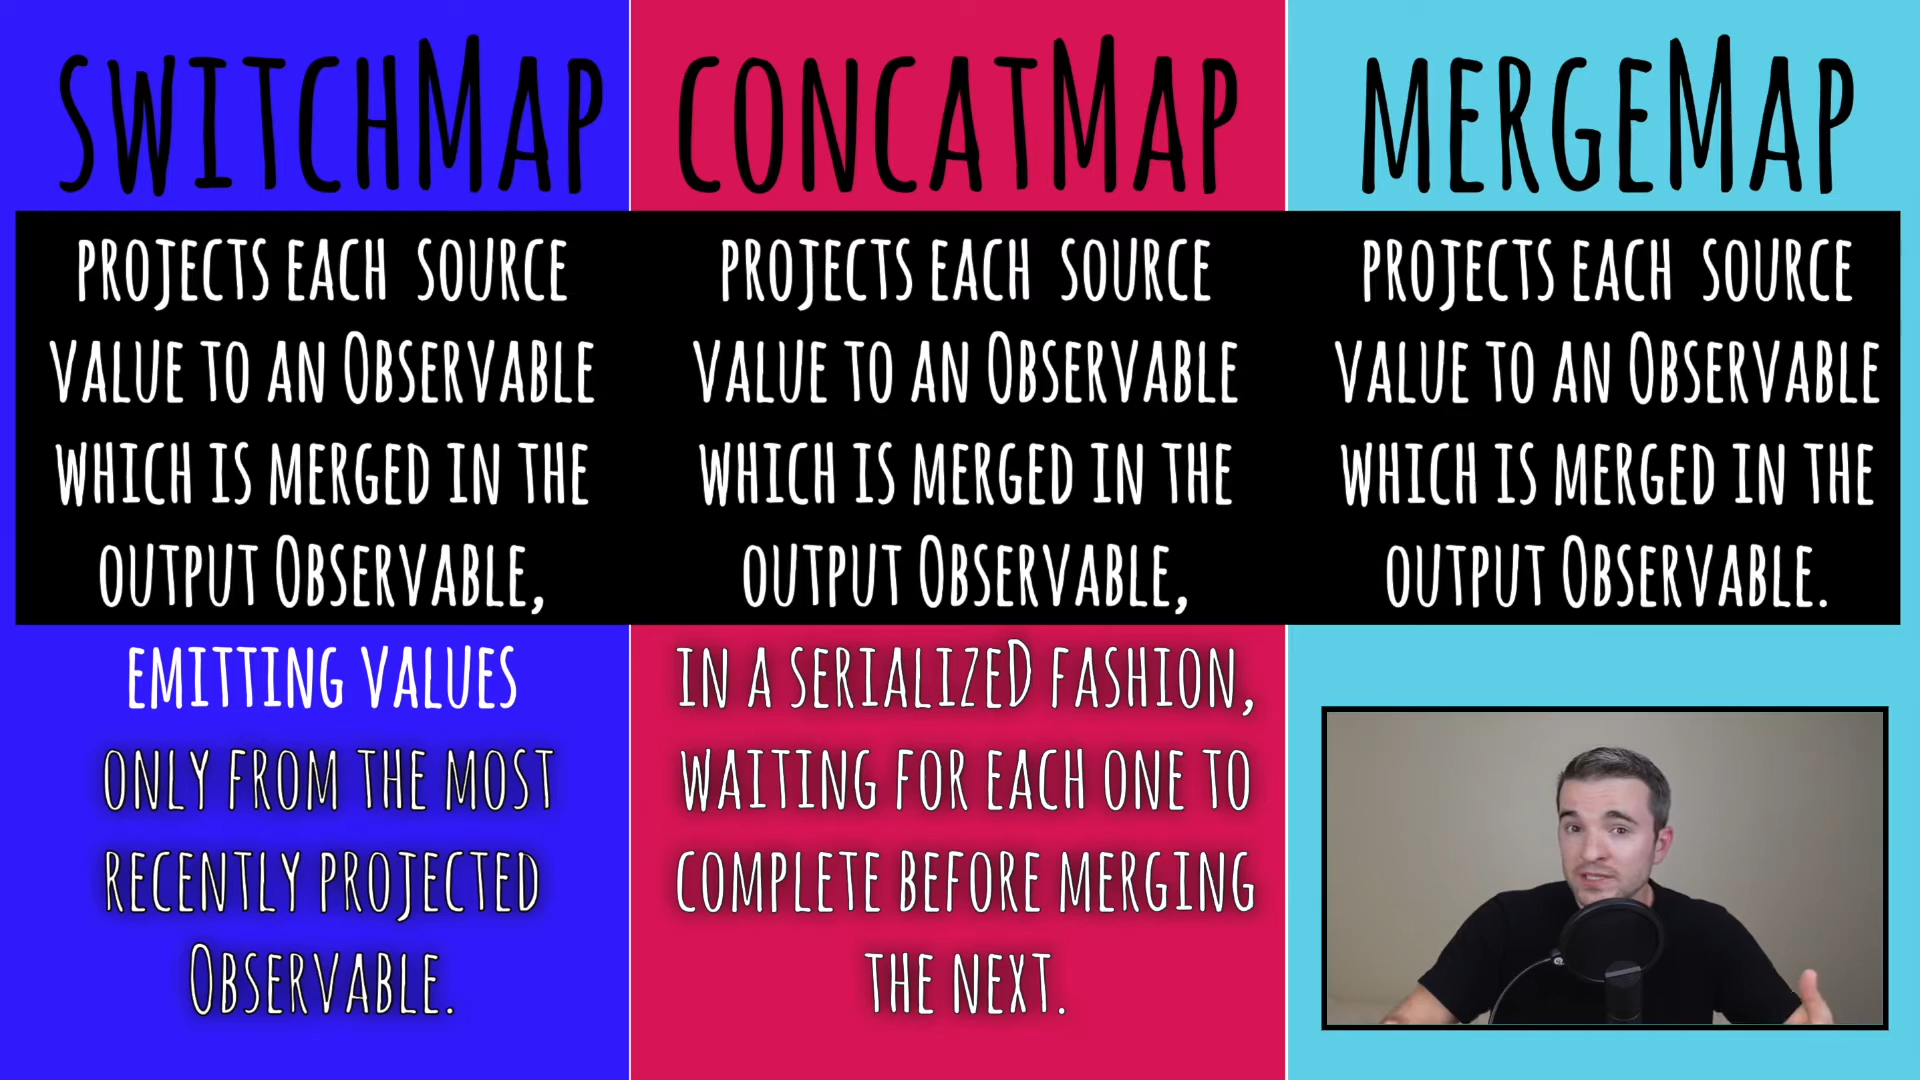 switchMap
projects each source
value to an Observable
which is merged in the
output Observable,
emitting values
only from the most
recently projected
Observable.
concatMap
projects each source
value to an Observable
which is merged in the
output Observable,
in a serialized fashion,
waiting for each one to
complete before merging
the next.
mergeMap
projects each source
value to an Observable
which is merged in the
output Observable.